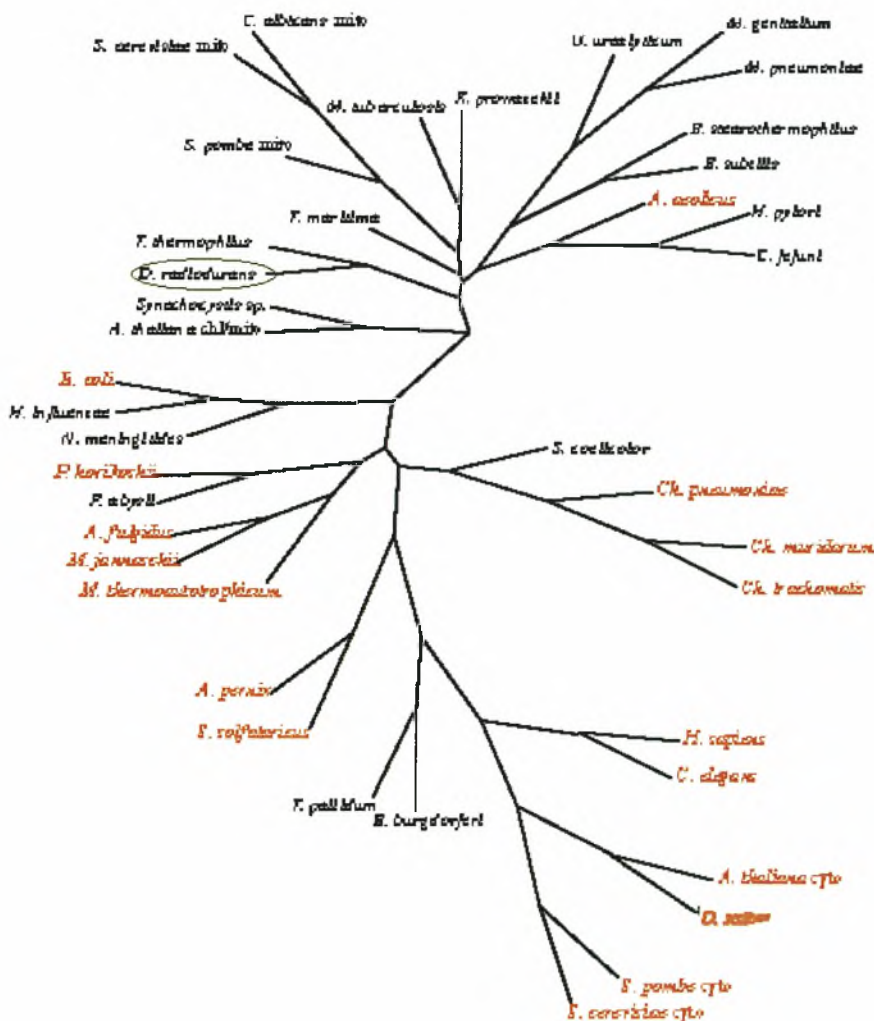 C. albicans mito
S. cerevisiae mito
U. urealyticum
M. genitalium
M. pneumoniae
M. tuberculosis
R. prowazekii
S. pombe mito
B. stearothermophilus
B. subtilis
A. aeolicus
H. pylori
C. jejuni
T. maritima
T. thermophilus
D. radiodurans
Synechocystis sp.
A. thaliana chl/mito
E. coli
H. influenzae
N. meningitides
S. coelicolor
P. horikoshii
P. abyssi
Ch. pneumoniae
A. fulgidus
M. jannaschii
M. thermoautotrophicum
Ch. muridarum
Ch. trachomatis
A. pernix
S. solfataricus
H. sapiens
C. elegans
T. pallidum
B. burgdorferi
A. thaliana cyto
S. pombe cyto
S. cerevisiae cyto